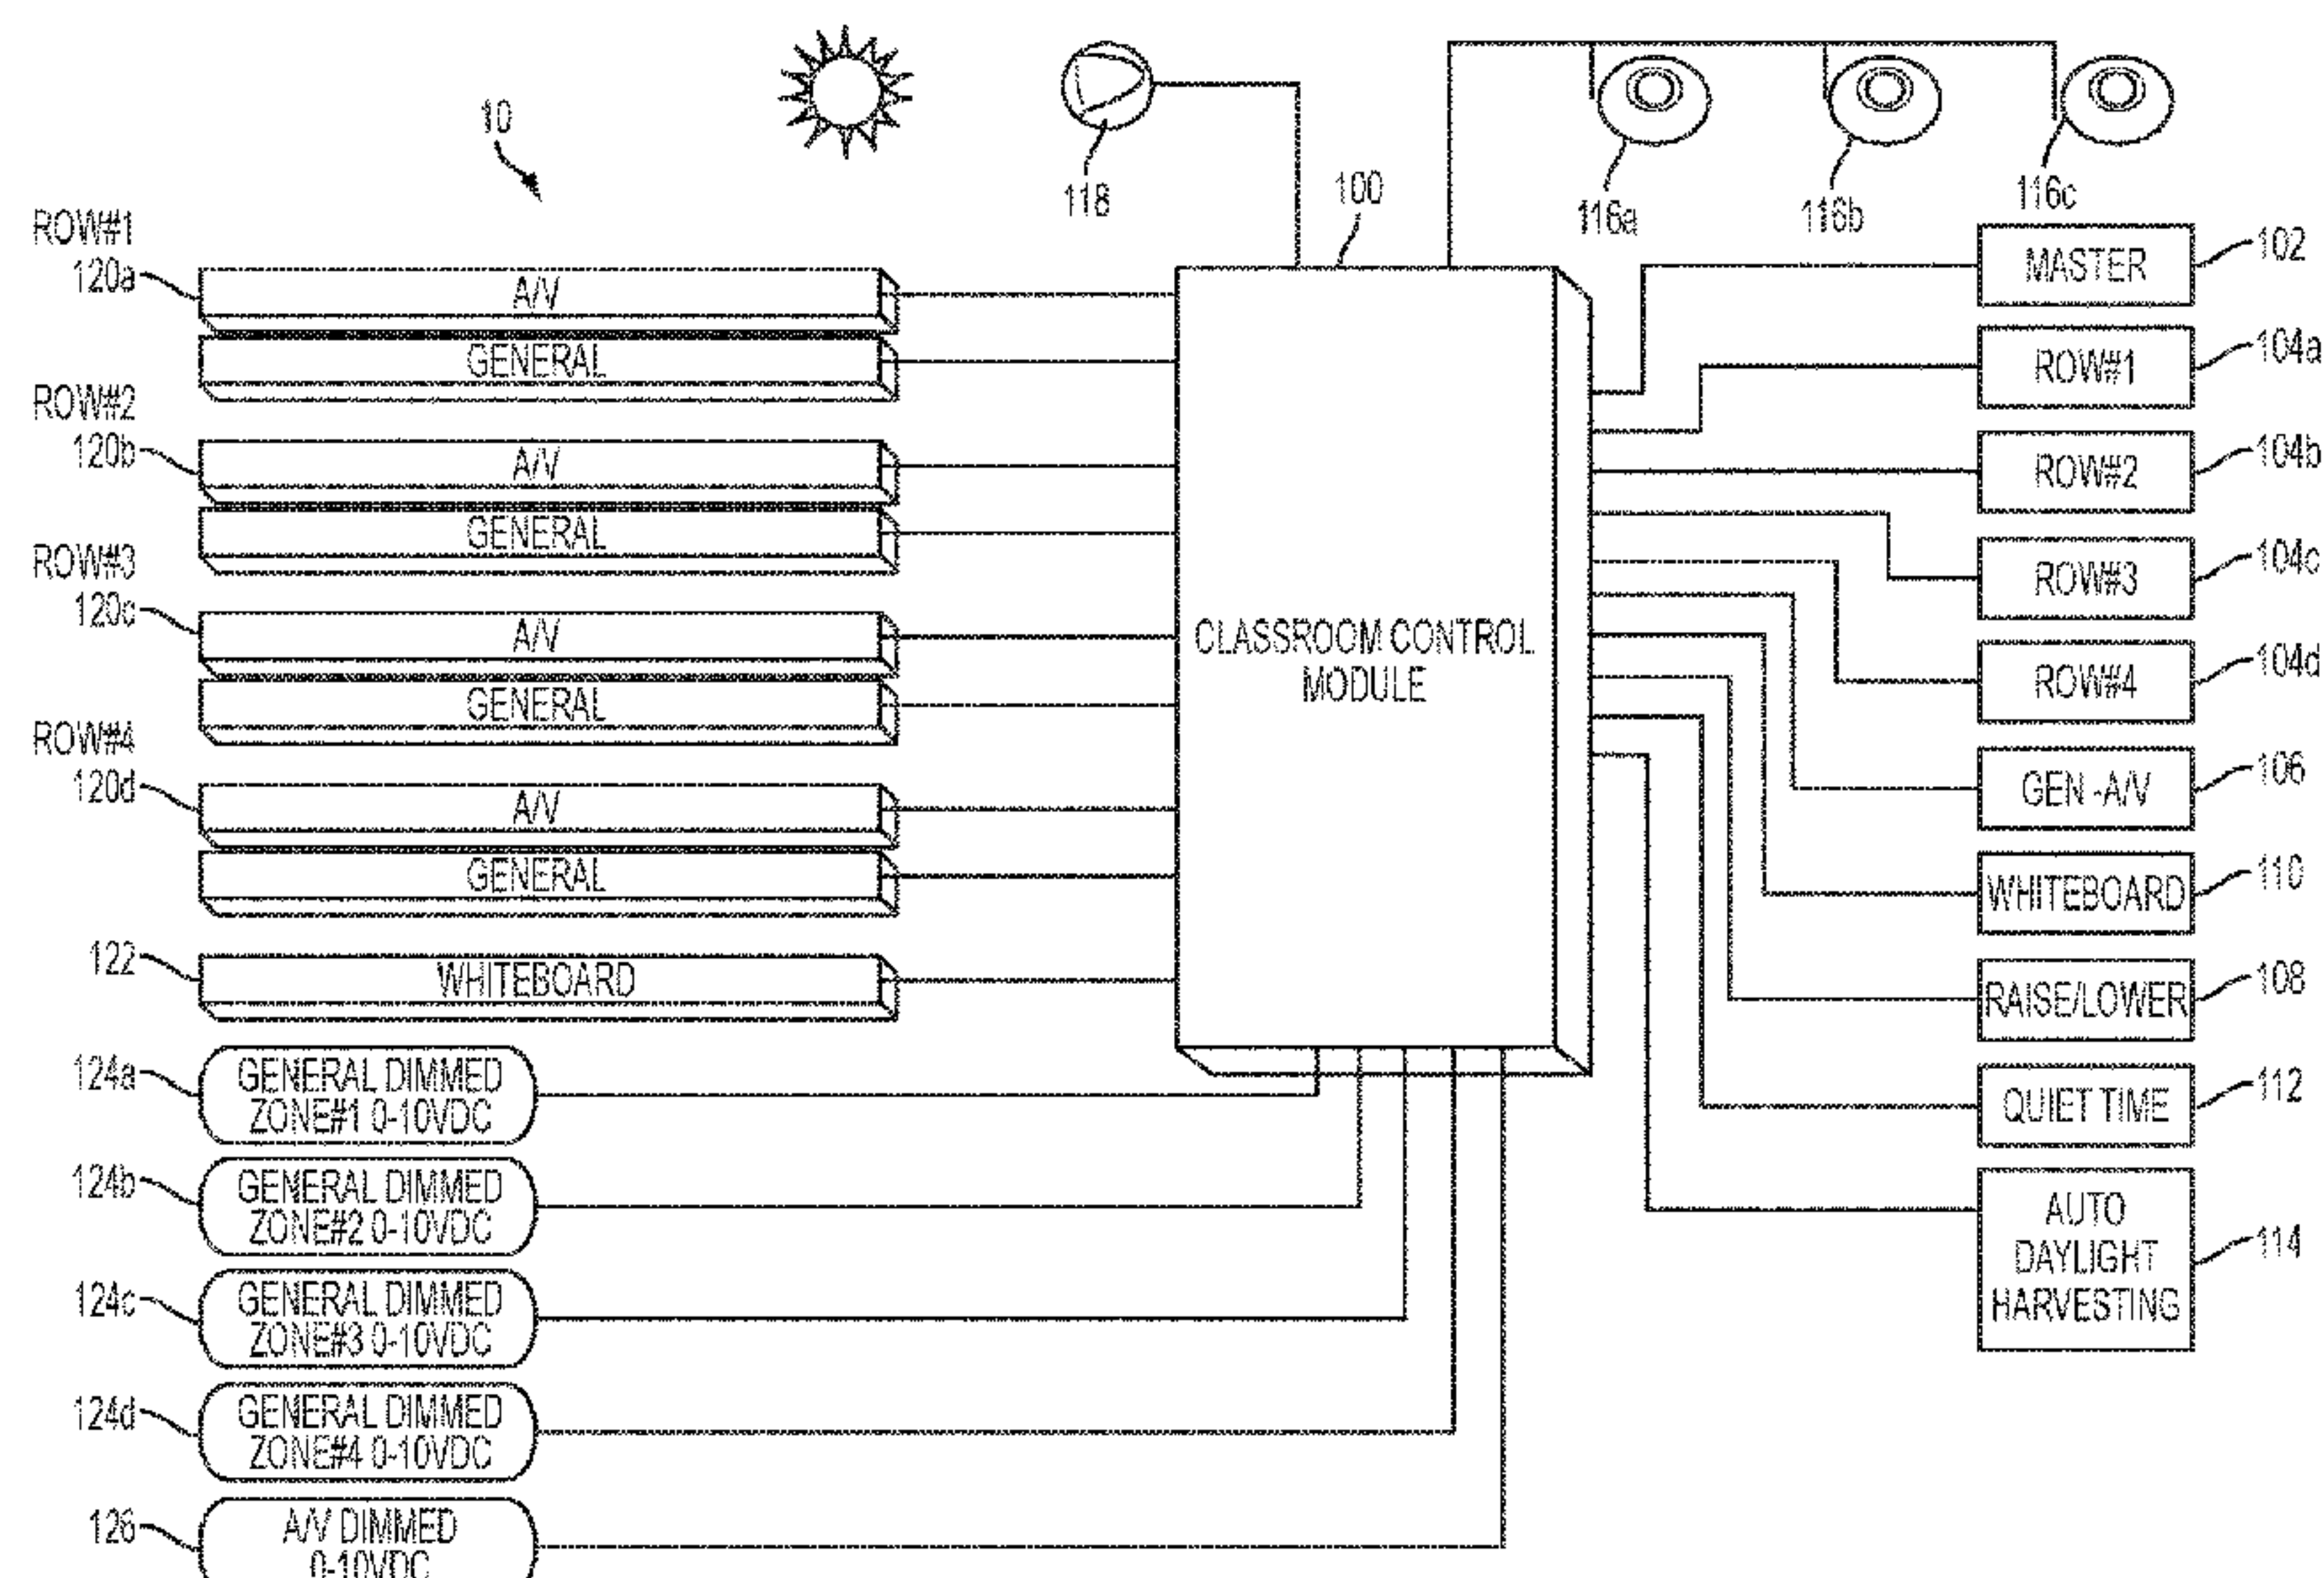 10
118
100
116a
116b
116c
ROW#1
120a
A/V
GENERAL
ROW#2
120b
A/V
GENERAL
ROW#3
120c
A/V
GENERAL
ROW#4
120d
A/V
GENERAL
122
WHITEBOARD
124a
GENERAL DIMMED
ZONE#1 0-10VDC
124b
GENERAL DIMMED
ZONE#2 0-10VDC
124c
GENERAL DIMMED
ZONE#3 0-10VDC
124d
GENERAL DIMMED
ZONE#4 0-10VDC
126
A/V DIMMED
0-10VDC
CLASSROOM CONTROL
MODULE
MASTER
102
ROW#1
104a
ROW#2
104b
ROW#3
104c
ROW#4
104d
GEN -A/V
106
WHITEBOARD
110
RAISE/LOWER
108
QUIET TIME
112
AUTO
DAYLIGHT
HARVESTING
114